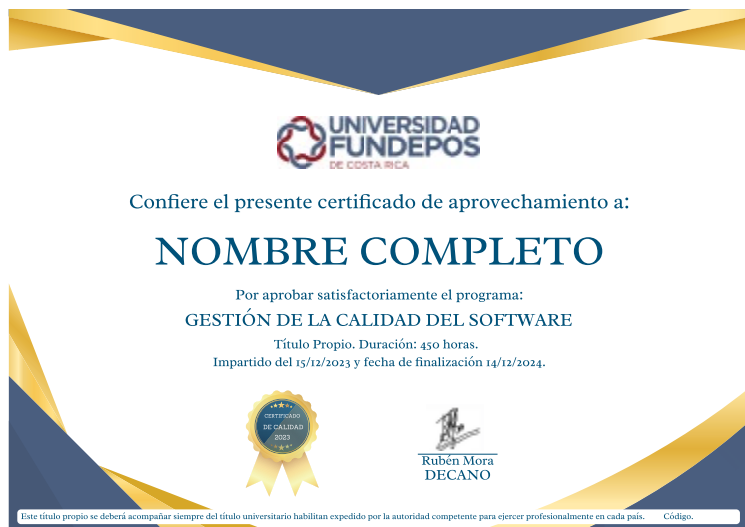 UNIVERSIDAD
FUNDEPOS
DE COSTA RICA
Confiere el presente certificado de aprovechamiento a:
NOMBRE COMPLETO
Por aprobar satisfactoriamente el programa:
GESTIÓN DE LA CALIDAD DEL SOFTWARE
Título Propio. Duración: 450 horas.
Impartido del 15/12/2023 y fecha de finalización 14/12/2024.
CERTIFICADO
DE CALIDAD
2023
Rubén Mora
DECANO
Este título propio se deberá acompañar siempre del título universitario habilitan expedido por la autoridad competente para ejercer profesionalmente en cada país. Código.